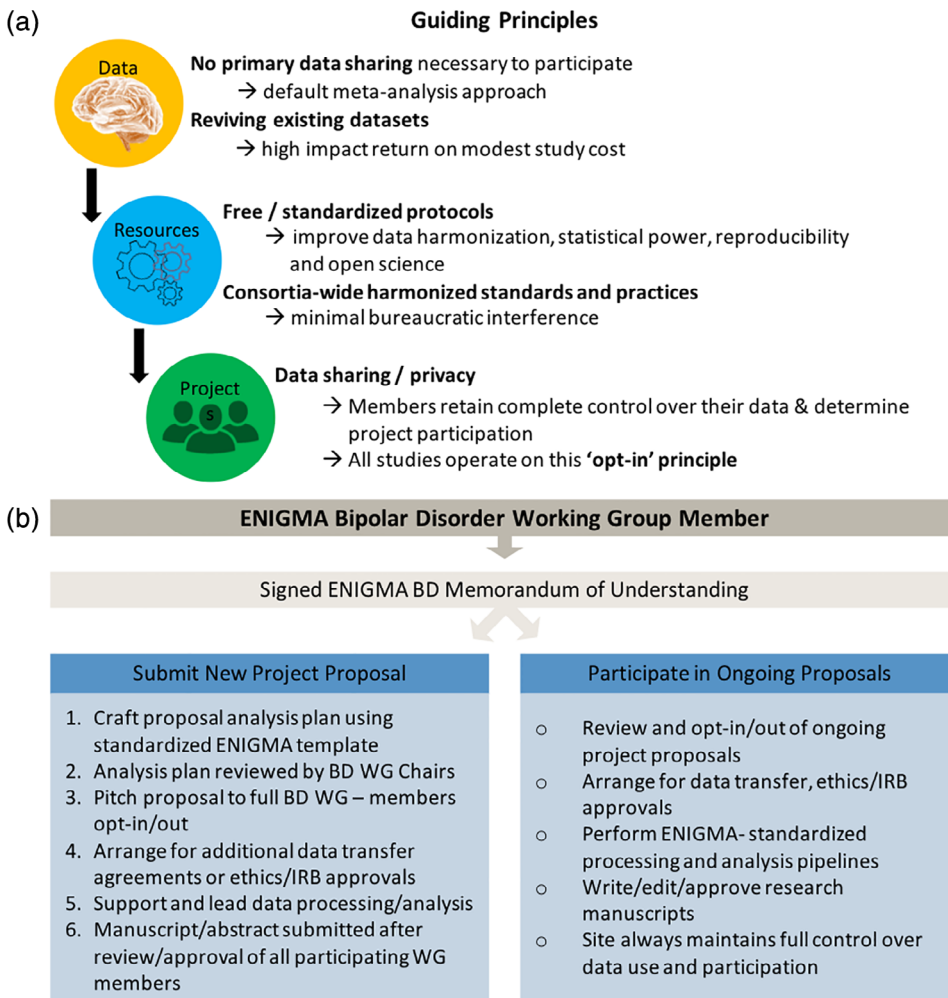 (a)
Guiding Principles
Data
No primary data sharing necessary to participate
→ default meta-analysis approach
Reviving existing datasets
→ high impact return on modest study cost
Resources
Free / standardized protocols
→ improve data harmonization, statistical power, reproducibility
and open science
Consortia-wide harmonized standards and practices
→ minimal bureaucratic interference
Project
S
Data sharing / privacy
→ Members retain complete control over their data & determine
project participation
→ All studies operate on this ‘opt-in’ principle
(b)
ENIGMA Bipolar Disorder Working Group Member
Signed ENIGMA BD Memorandum of Understanding
Submit New Project Proposal
1. Craft proposal analysis plan using
standardized ENIGMA template
2. Analysis plan reviewed by BD WG Chairs
3. Pitch proposal to full BD WG – members
opt-in/out
4. Arrange for additional data transfer
agreements or ethics/IRB approvals
5. Support and lead data processing/analysis
6. Manuscript/abstract submitted after
review/approval of all participating WG
members
Participate in Ongoing Proposals
o Review and opt-in/out of ongoing
project proposals
o Arrange for data transfer, ethics/IRB
approvals
o Perform ENIGMA- standardized
processing and analysis pipelines
o Write/edit/approve research
manuscripts
o Site always maintains full control over
data use and participation